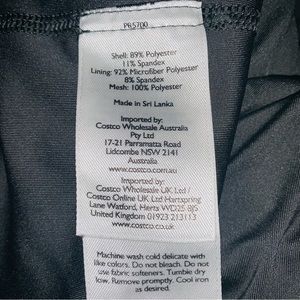 PR5700
Shell: 89% Polyester
11% Spandex
Lining: 92% Microfiber Polyester
8% Spandex
Mesh: 100% Polyester
Made in Sri Lanka
Imported by:
Costco Wholesale Australia
Pty Ltd
17-21 Parramatta Road
Lidcombe NSW 2141
Australia
www.costco.com.au
Imported by:
Costco Wholesale UK Ltd /
Costco Online UK Ltd Hartspring
Lane Watford, Herts WD25 8JS
United Kingdom 01923 213113
www.costco.co.uk
Machine wash cold delicate with
like colors. Do not bleach. Do not
use fabric softeners. Tumble dry
low. Remove promptly. Cool iron
as desired.